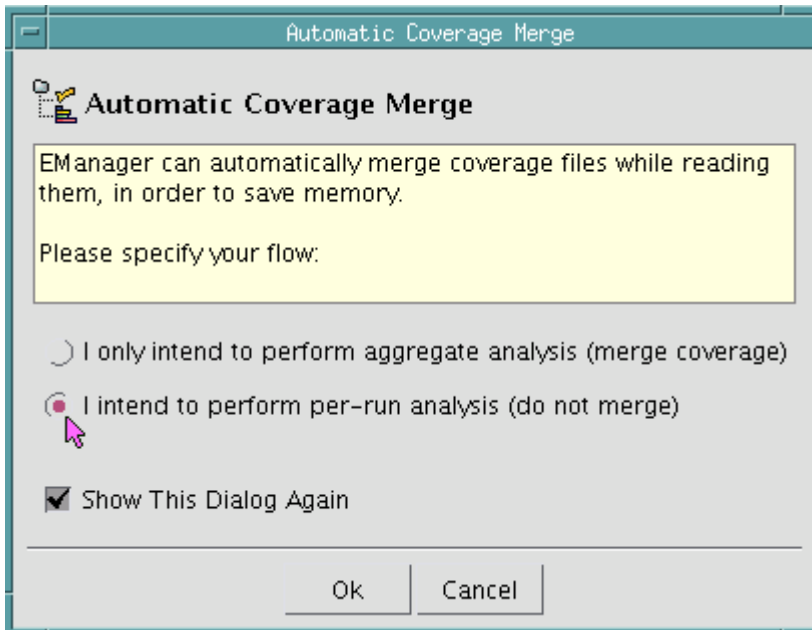 Automatic Coverage Merge
Automatic Coverage Merge
EManager can automatically merge coverage files while reading
them, in order to save memory.
Please specify your flow:
I only intend to perform aggregate analysis (merge coverage)
I intend to perform per-run analysis (do not merge)
Show This Dialog Again
Ok
Cancel